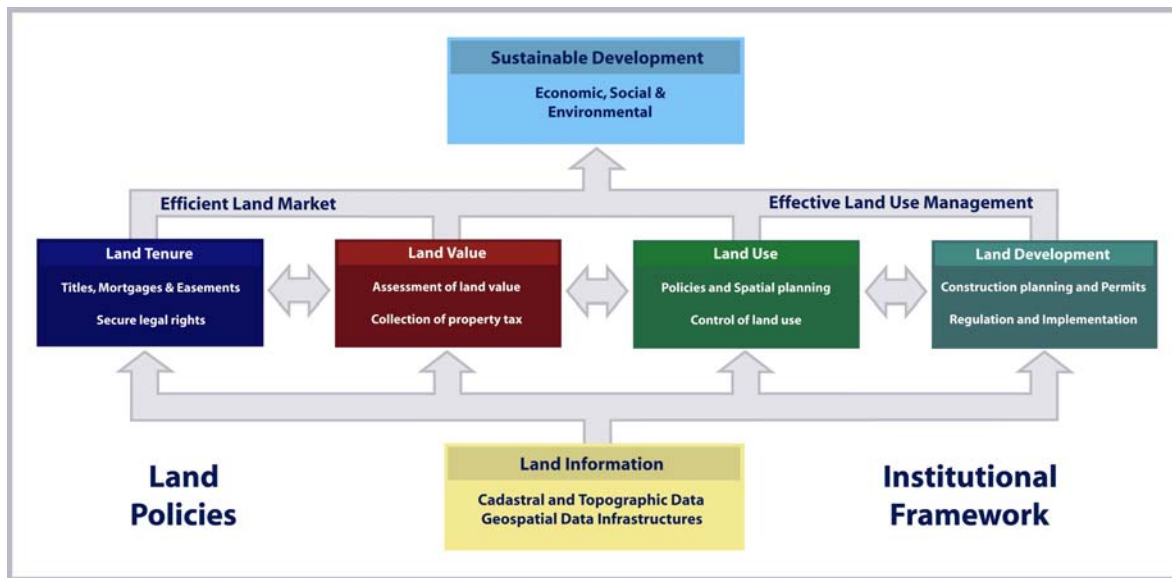 Sustainable Development
Economic, Social &
Environmental
Efficient Land Market
Effective Land Use Management
Land Tenure
Titles, Mortgages & Easements
Secure legal rights
Land Value
Assessment of land value
Collection of property tax
Land Use
Policies and Spatial planning
Control of land use
Land Development
Construction planning and Permits
Regulation and Implementation
Land
Policies
Land Information
Cadastral and Topographic Data
Geospatial Data Infrastructures
Institutional
Framework